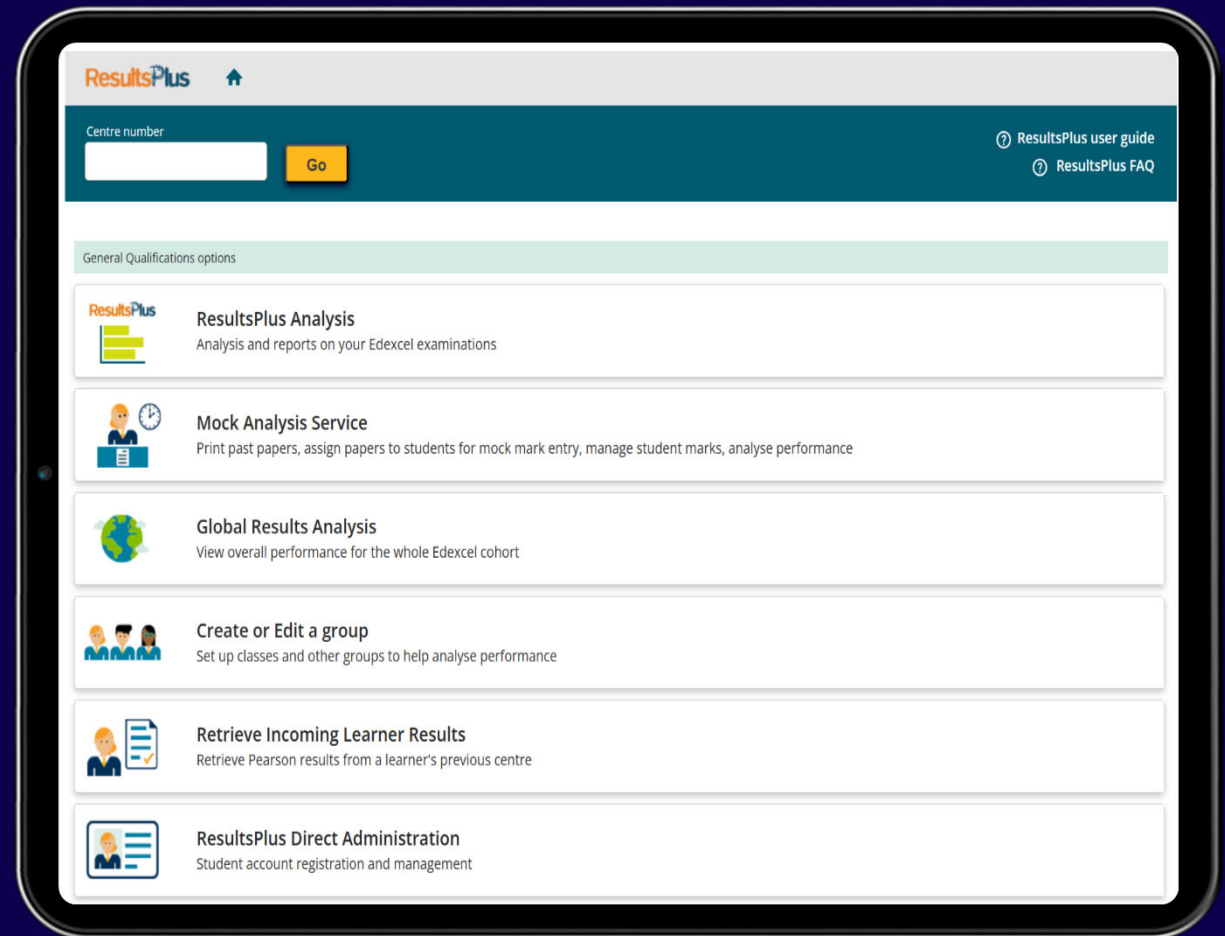 ResultsPlus
Centre number
Go
ResultsPlus user guide
ResultsPlus FAQ
General Qualifications options
ResultsPlus
ResultsPlus Analysis
Analysis and reports on your Edexcel examinations
Mock Analysis Service
Print past papers, assign papers to students for mock mark entry, manage student marks, analyse performance
Global Results Analysis
View overall performance for the whole Edexcel cohort
Create or Edit a group
Set up classes and other groups to help analyse performance
Retrieve Incoming Learner Results
Retrieve Pearson results from a learner's previous centre
ResultsPlus Direct Administration
Student account registration and management